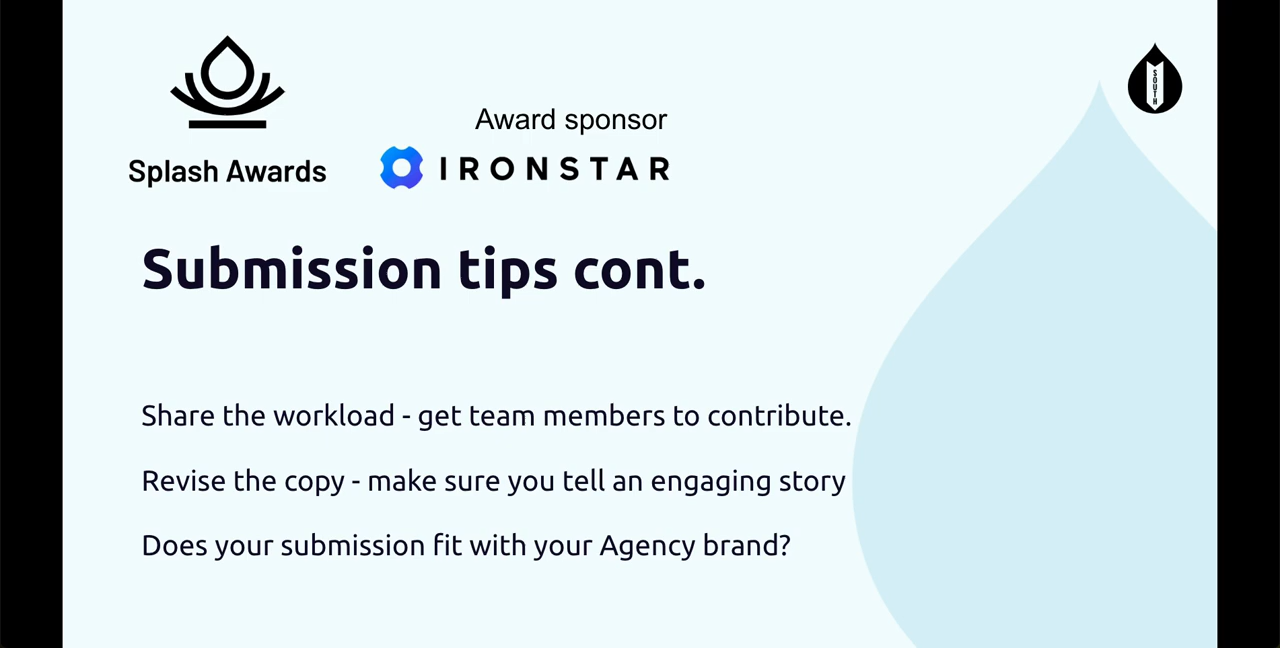 Splash Awards
Award sponsor
IRONSTAR
SOUTH
Submission tips cont.
Share the workload - get team members to contribute.
Revise the copy - make sure you tell an engaging story
Does your submission fit with your Agency brand?